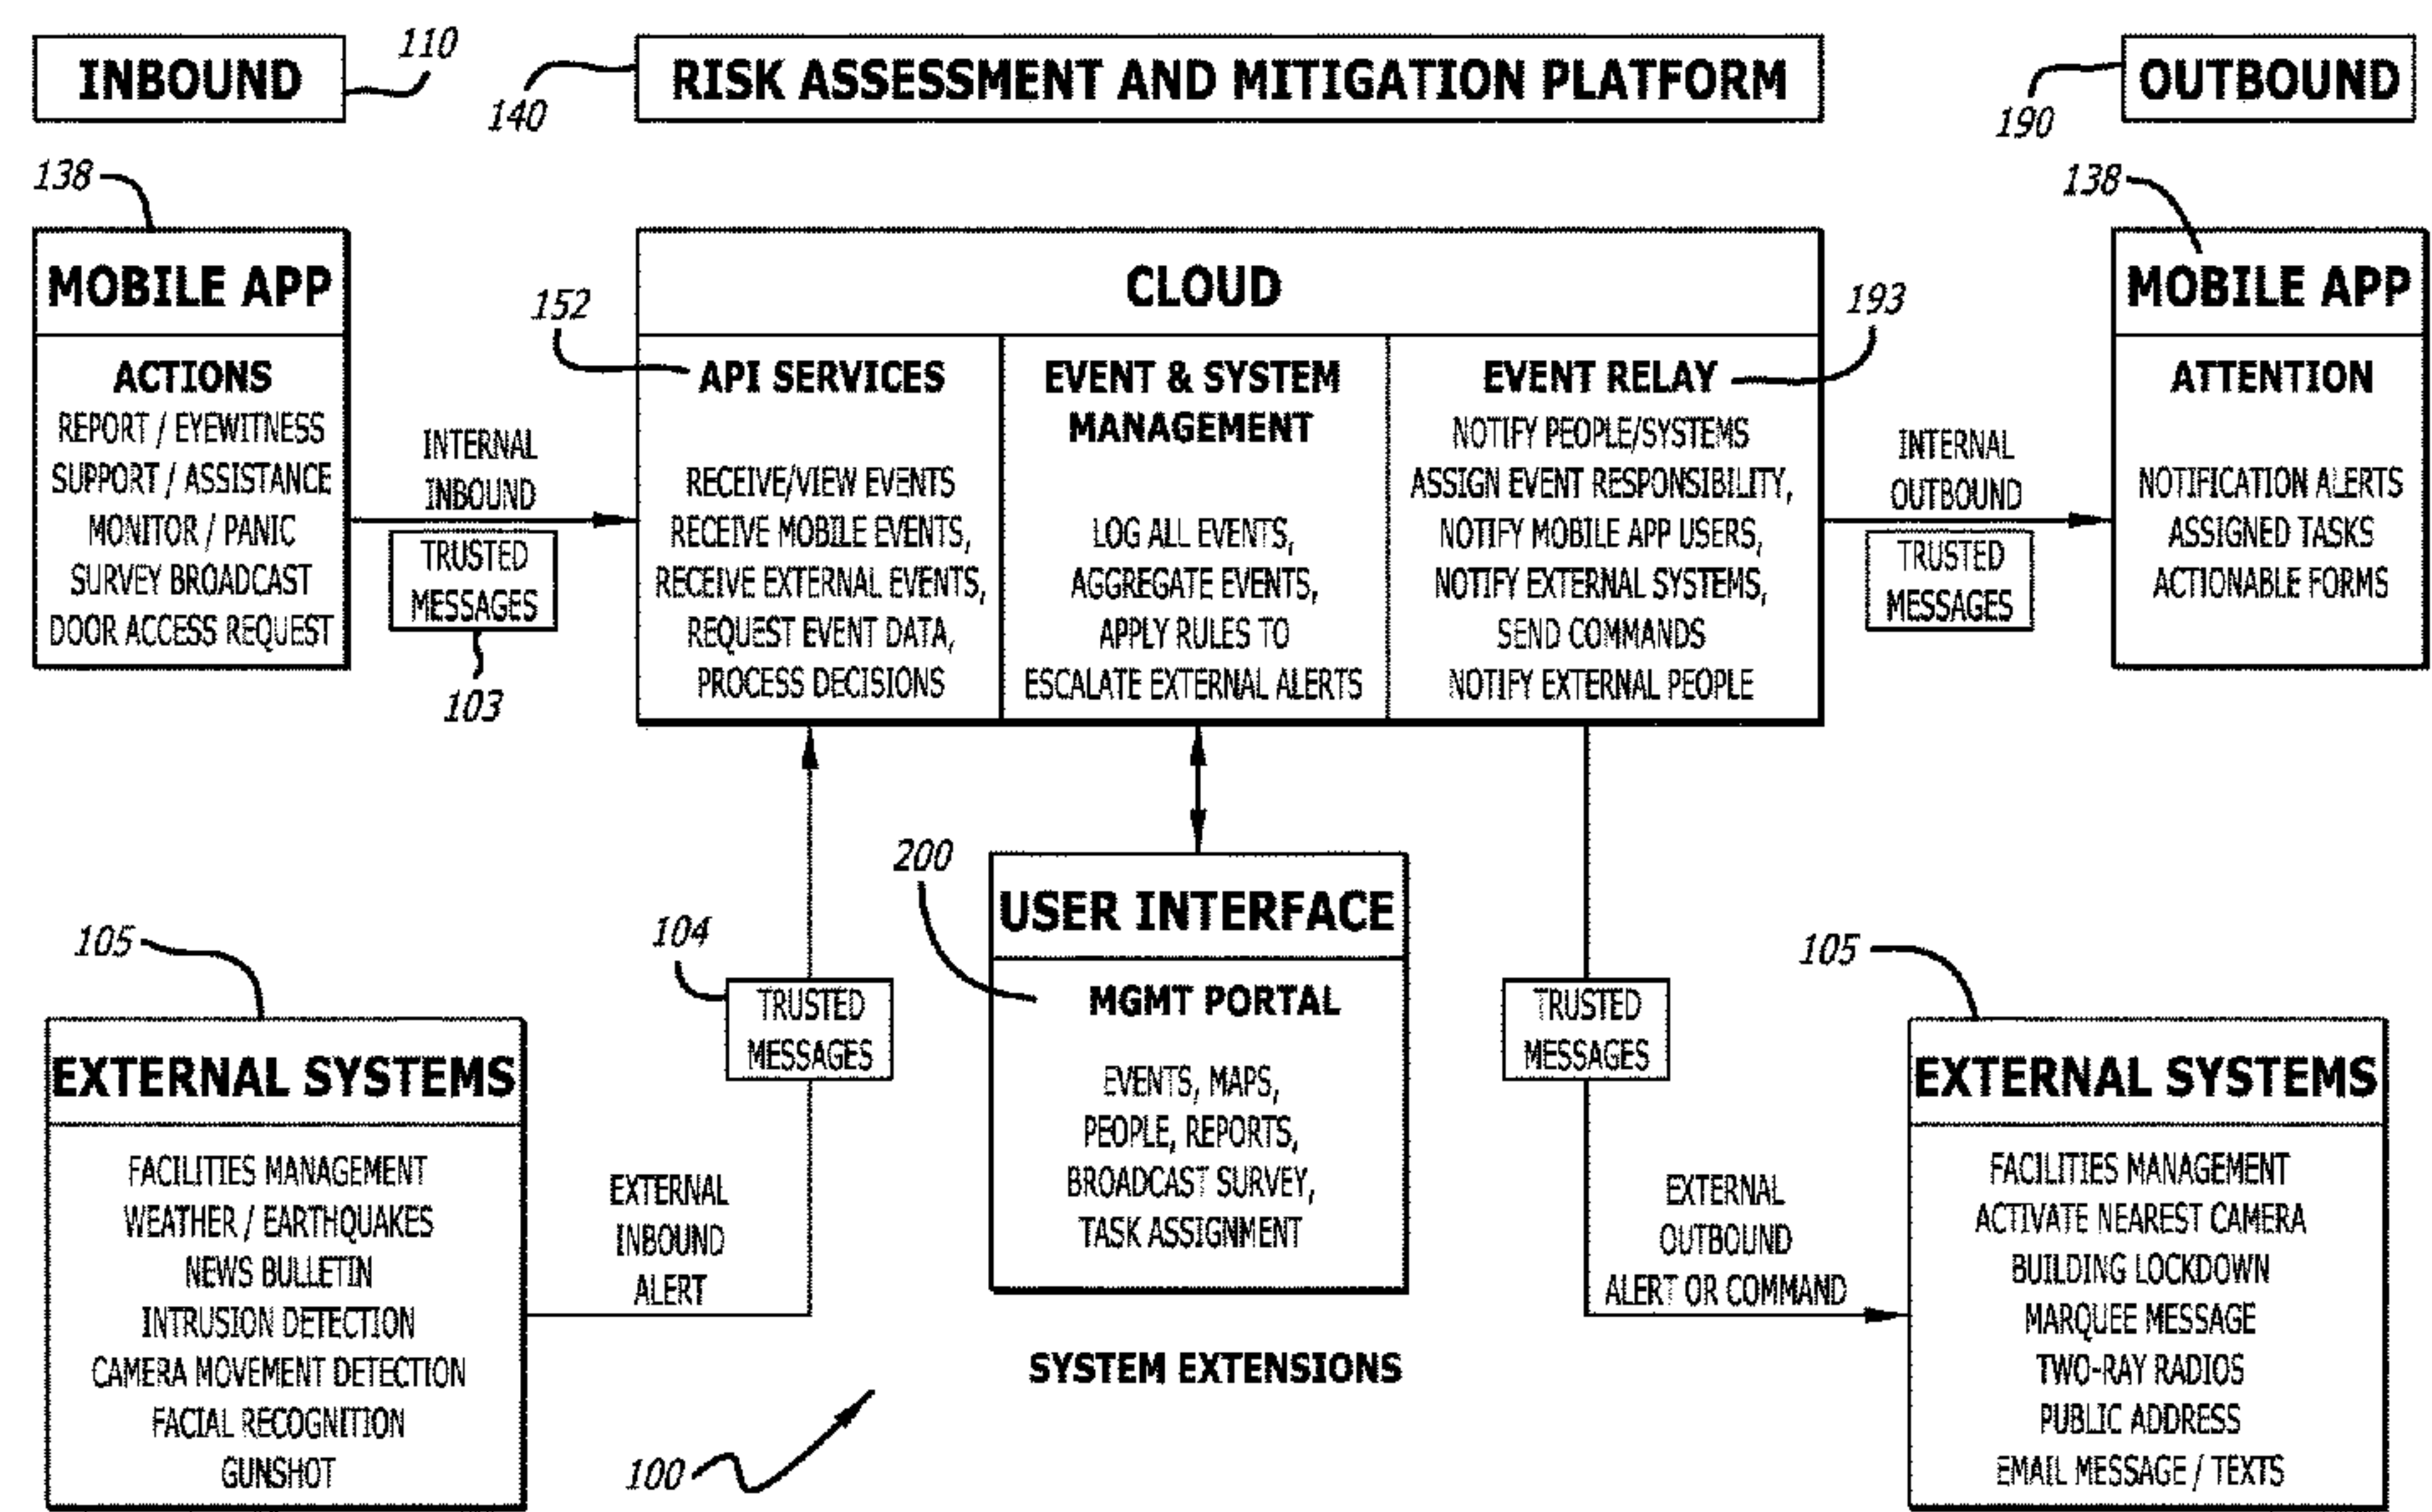 INBOUND
110
140
RISK ASSESSMENT AND MITIGATION PLATFORM
190
OUTBOUND
138
MOBILE APP
ACTIONS
REPORT / EYEWITNESS
SUPPORT / ASSISTANCE
MONITOR / PANIC
SURVEY BROADCAST
DOOR ACCESS REQUEST
INTERNAL
INBOUND
TRUSTED
MESSAGES
103
CLOUD
152
API SERVICES
RECEIVE/VIEW EVENTS
RECEIVE MOBILE EVENTS,
RECEIVE EXTERNAL EVENTS,
REQUEST EVENT DATA,
PROCESS DECISIONS
EVENT & SYSTEM
MANAGEMENT
LOG ALL EVENTS,
AGGREGATE EVENTS,
APPLY RULES TO
ESCALATE EXTERNAL ALERTS
193
EVENT RELAY
NOTIFY PEOPLE/SYSTEMS
ASSIGN EVENT RESPONSIBILITY,
NOTIFY MOBILE APP USERS,
NOTIFY EXTERNAL SYSTEMS,
SEND COMMANDS
NOTIFY EXTERNAL PEOPLE
INTERNAL
OUTBOUND
TRUSTED
MESSAGES
138
MOBILE APP
ATTENTION
NOTIFICATION ALERTS
ASSIGNED TASKS
ACTIONABLE FORMS
105
EXTERNAL SYSTEMS
FACILITIES MANAGEMENT
WEATHER / EARTHQUAKES
NEWS BULLETIN
INTRUSION DETECTION
CAMERA MOVEMENT DETECTION
FACIAL RECOGNITION
GUNSHOT
104
TRUSTED
MESSAGES
EXTERNAL
INBOUND
ALERT
200
USER INTERFACE
MGMT PORTAL
EVENTS, MAPS,
PEOPLE, REPORTS,
BROADCAST SURVEY,
TASK ASSIGNMENT
SYSTEM EXTENSIONS
100
TRUSTED
MESSAGES
EXTERNAL
OUTBOUND
ALERT OR COMMAND
105
EXTERNAL SYSTEMS
FACILITIES MANAGEMENT
ACTIVATE NEAREST CAMERA
BUILDING LOCKDOWN
MARQUEE MESSAGE
TWO-RAY RADIOS
PUBLIC ADDRESS
EMAIL MESSAGE / TEXTS